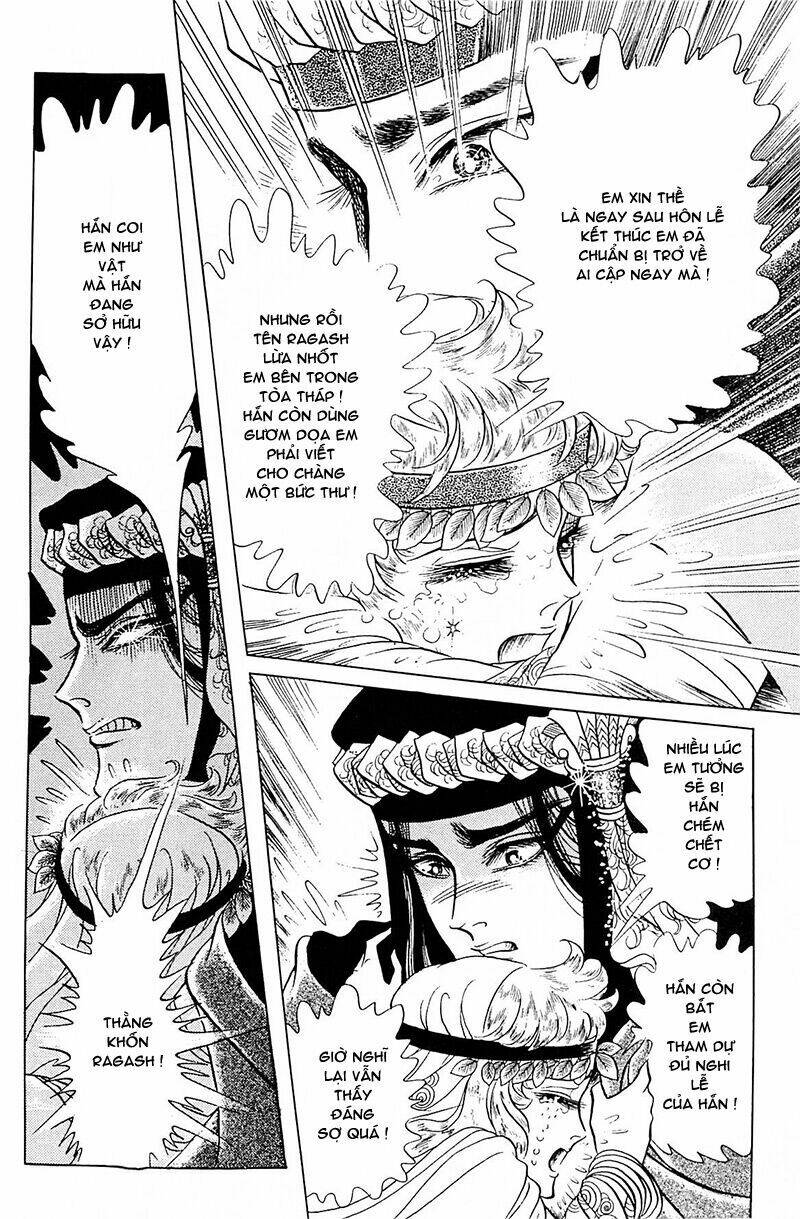 EM XIN THỀ
LÀ NGAY SAU HÔN LỄ
KẾT THÚC EM ĐÃ
CHUẨN BỊ TRỞ VỀ
AI CẬP NGAY MÀ !
NHƯNG RỒI
TÊN RAGASH
LỪA NHỐT
EM BÊN TRONG
TÒA THÁP !
HẮN CÒN DÙNG
GƯƠM DỌA EM
PHẢI VIẾT
CHO CHÀNG
MỘT BỨC THƯ !
NHIỀU LÚC
EM TƯƠNG
SẼ BỊ
HẮN
CHÉM
CHẾT
CƠ !
HẮN CÒN
BẮT
EM
THAM DỰ
ĐỦ NGHI
LỄ
CỦA HẮN !
GIỜ NGHĨ
LẠI VẪN
THẤY
ĐÁNG
SỢ QUÁ !
HẮN COI
EM NHƯ
VẬT
MÀ HẮN
ĐANG
SỞ HỮU
VẬY !
THẰNG
KHỐN
RAGASH !